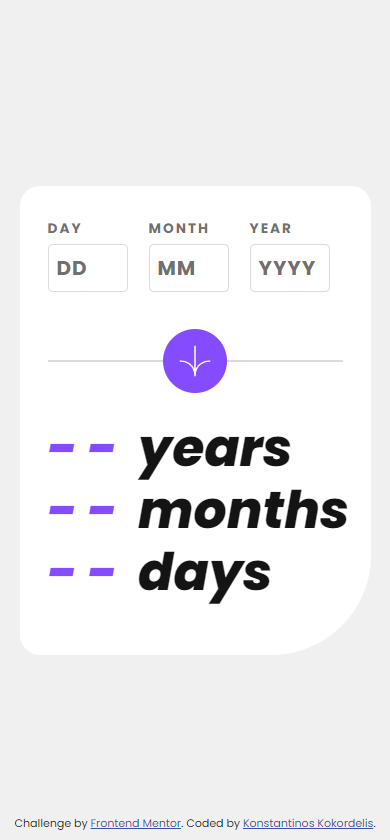 DAY MONTH YEAR
DD MM YYYY
-- years
-- months
-- days
Challenge by Frontend Mentor. Coded by Konstantinos Kokordelis.